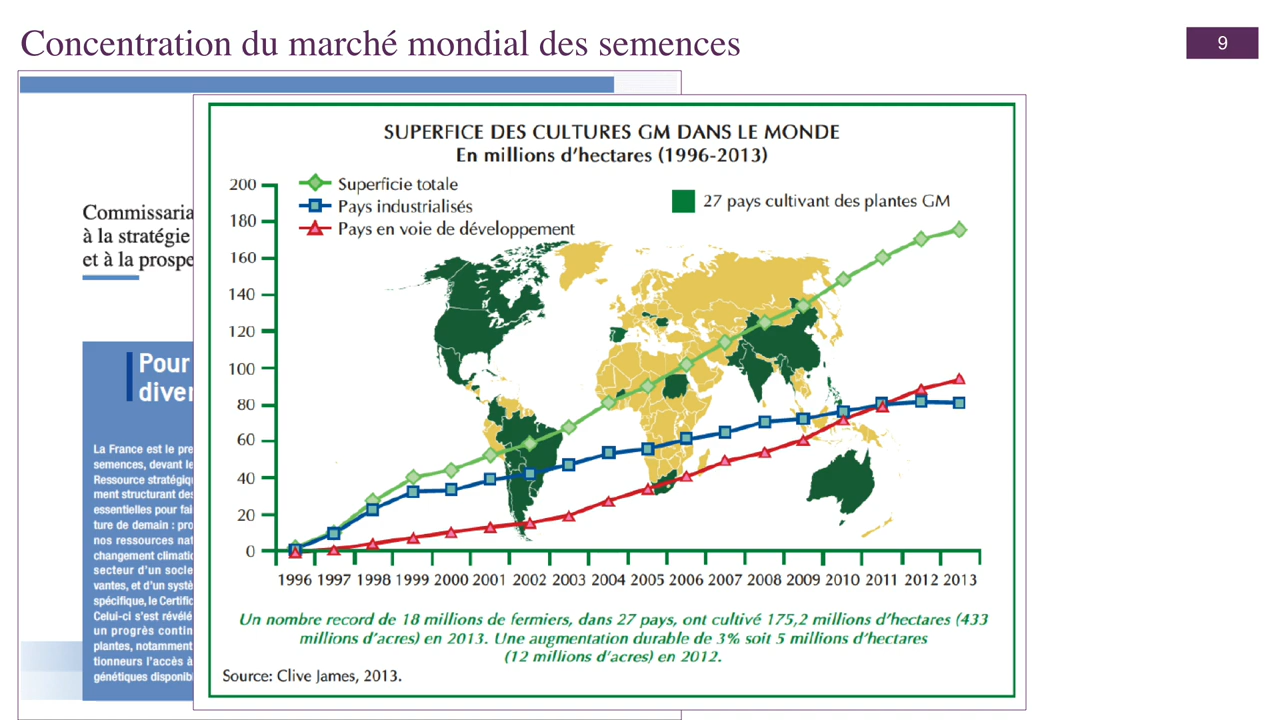 Concentration du marché mondial des semences
9
Commissaria
à la stratégie
et à la prospe
Pour
diver
La France est le pre
semences, devant le
Ressource stratégiq
ment structurant des
essentielles pour fai
ture de demain : pro
nos ressources nat
changement climatic
secteur d'un socle
vantes, et d'un systè
spécifique, le Certific
Celui-ci s'est révélé
un progrès contin
plantes, notamment
tionneurs l'accès à
génétiques disponib
SUPERFICE DES CULTURES GM DANS LE MONDE
En millions d'hectares (1996-2013)
Superficie totale
Pays industrialisés
Pays en voie de développement
27 pays cultivant des plantes GM
200
180
160
140
120
100
80
60
40
20
0
1996 1997 1998 1999 2000 2001 2002 2003 2004 2005 2006 2007 2008 2009 2010 2011 2012 2013
Un nombre record de 18 millions de fermiers, dans 27 pays, ont cultivé 175,2 millions d'hectares (433
millions d'acres) en 2013. Une augmentation durable de 3% soit 5 millions d'hectares
(12 millions d'acres) en 2012.
Source: Clive James, 2013.